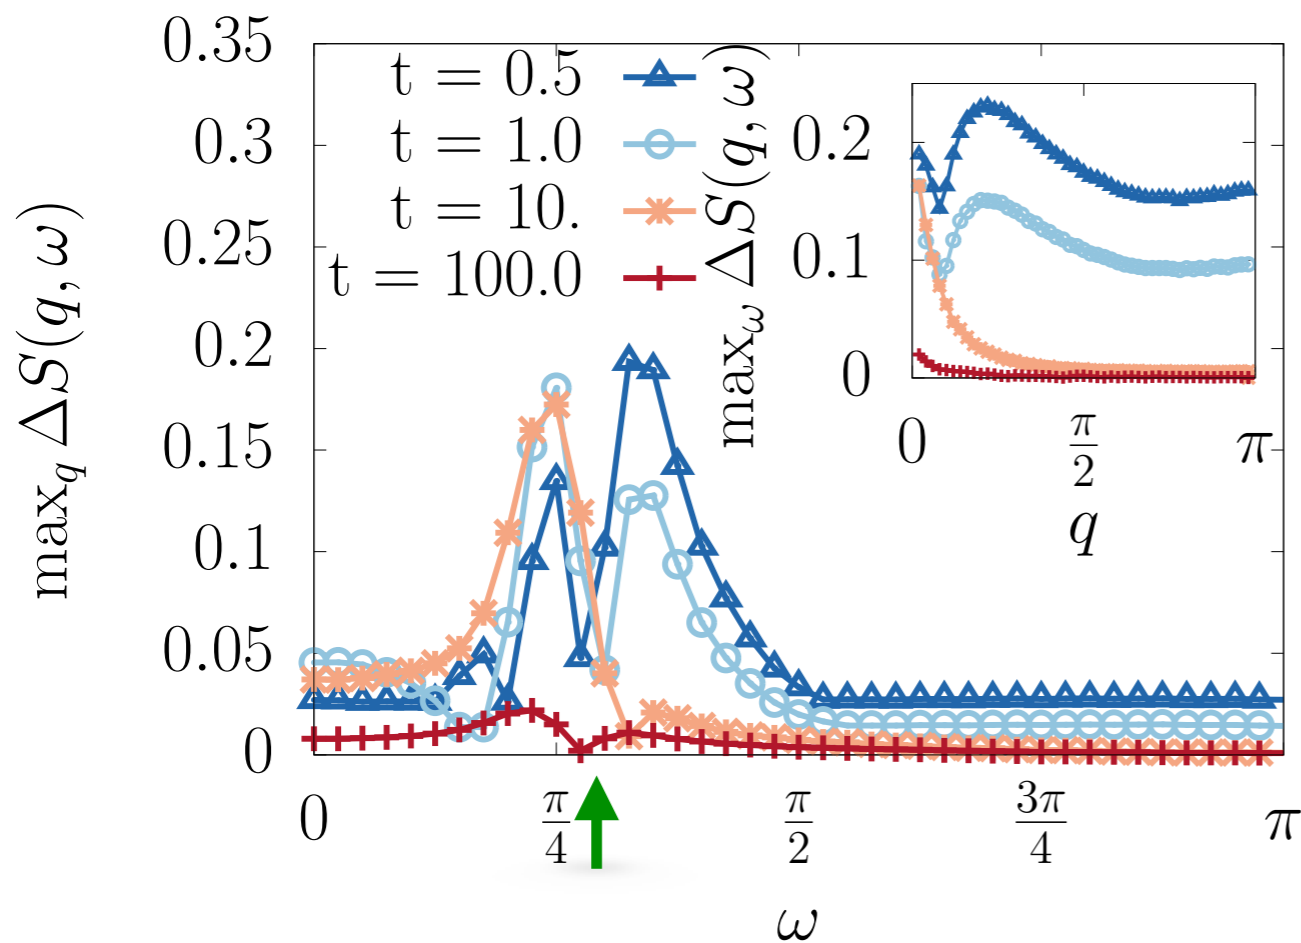 0.35
0.3
0.25
0.2
0.15
0.1
0.05
0
max_q ΔS(q, ω)
t = 0.5
t = 1.0
t = 10.
t = 100.0
max_ω ΔS(q, ω)
0.2
0.1
0
0 π/2 π
q
0 π/4 π/2 3π/4 π
ω